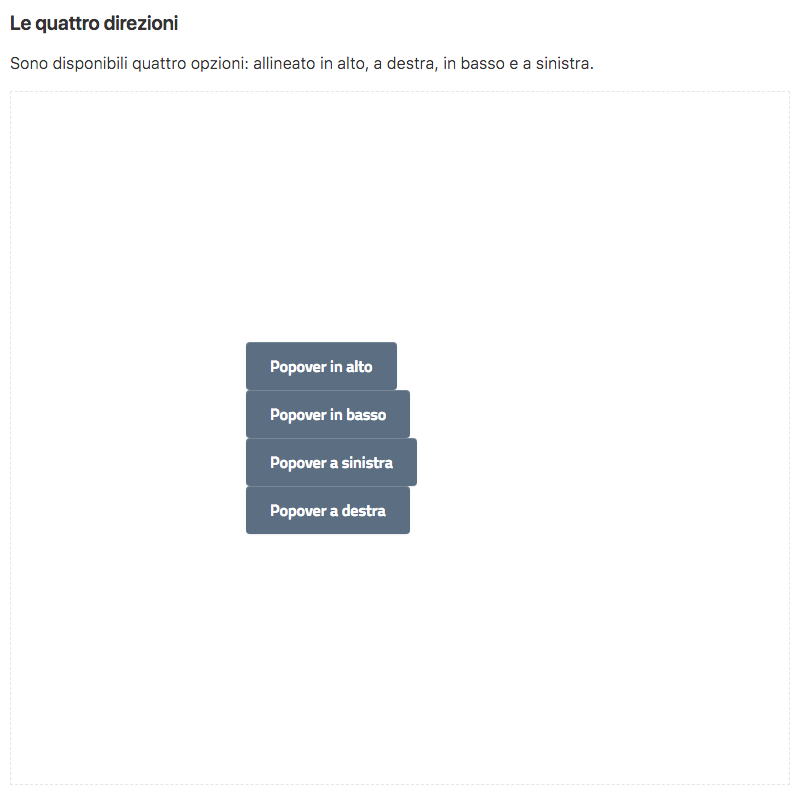 Le quattro direzioni
Sono disponibili quattro opzioni: allineato in alto, a destra, in basso e a sinistra.
Popover in alto
Popover in basso
Popover a sinistra
Popover a destra